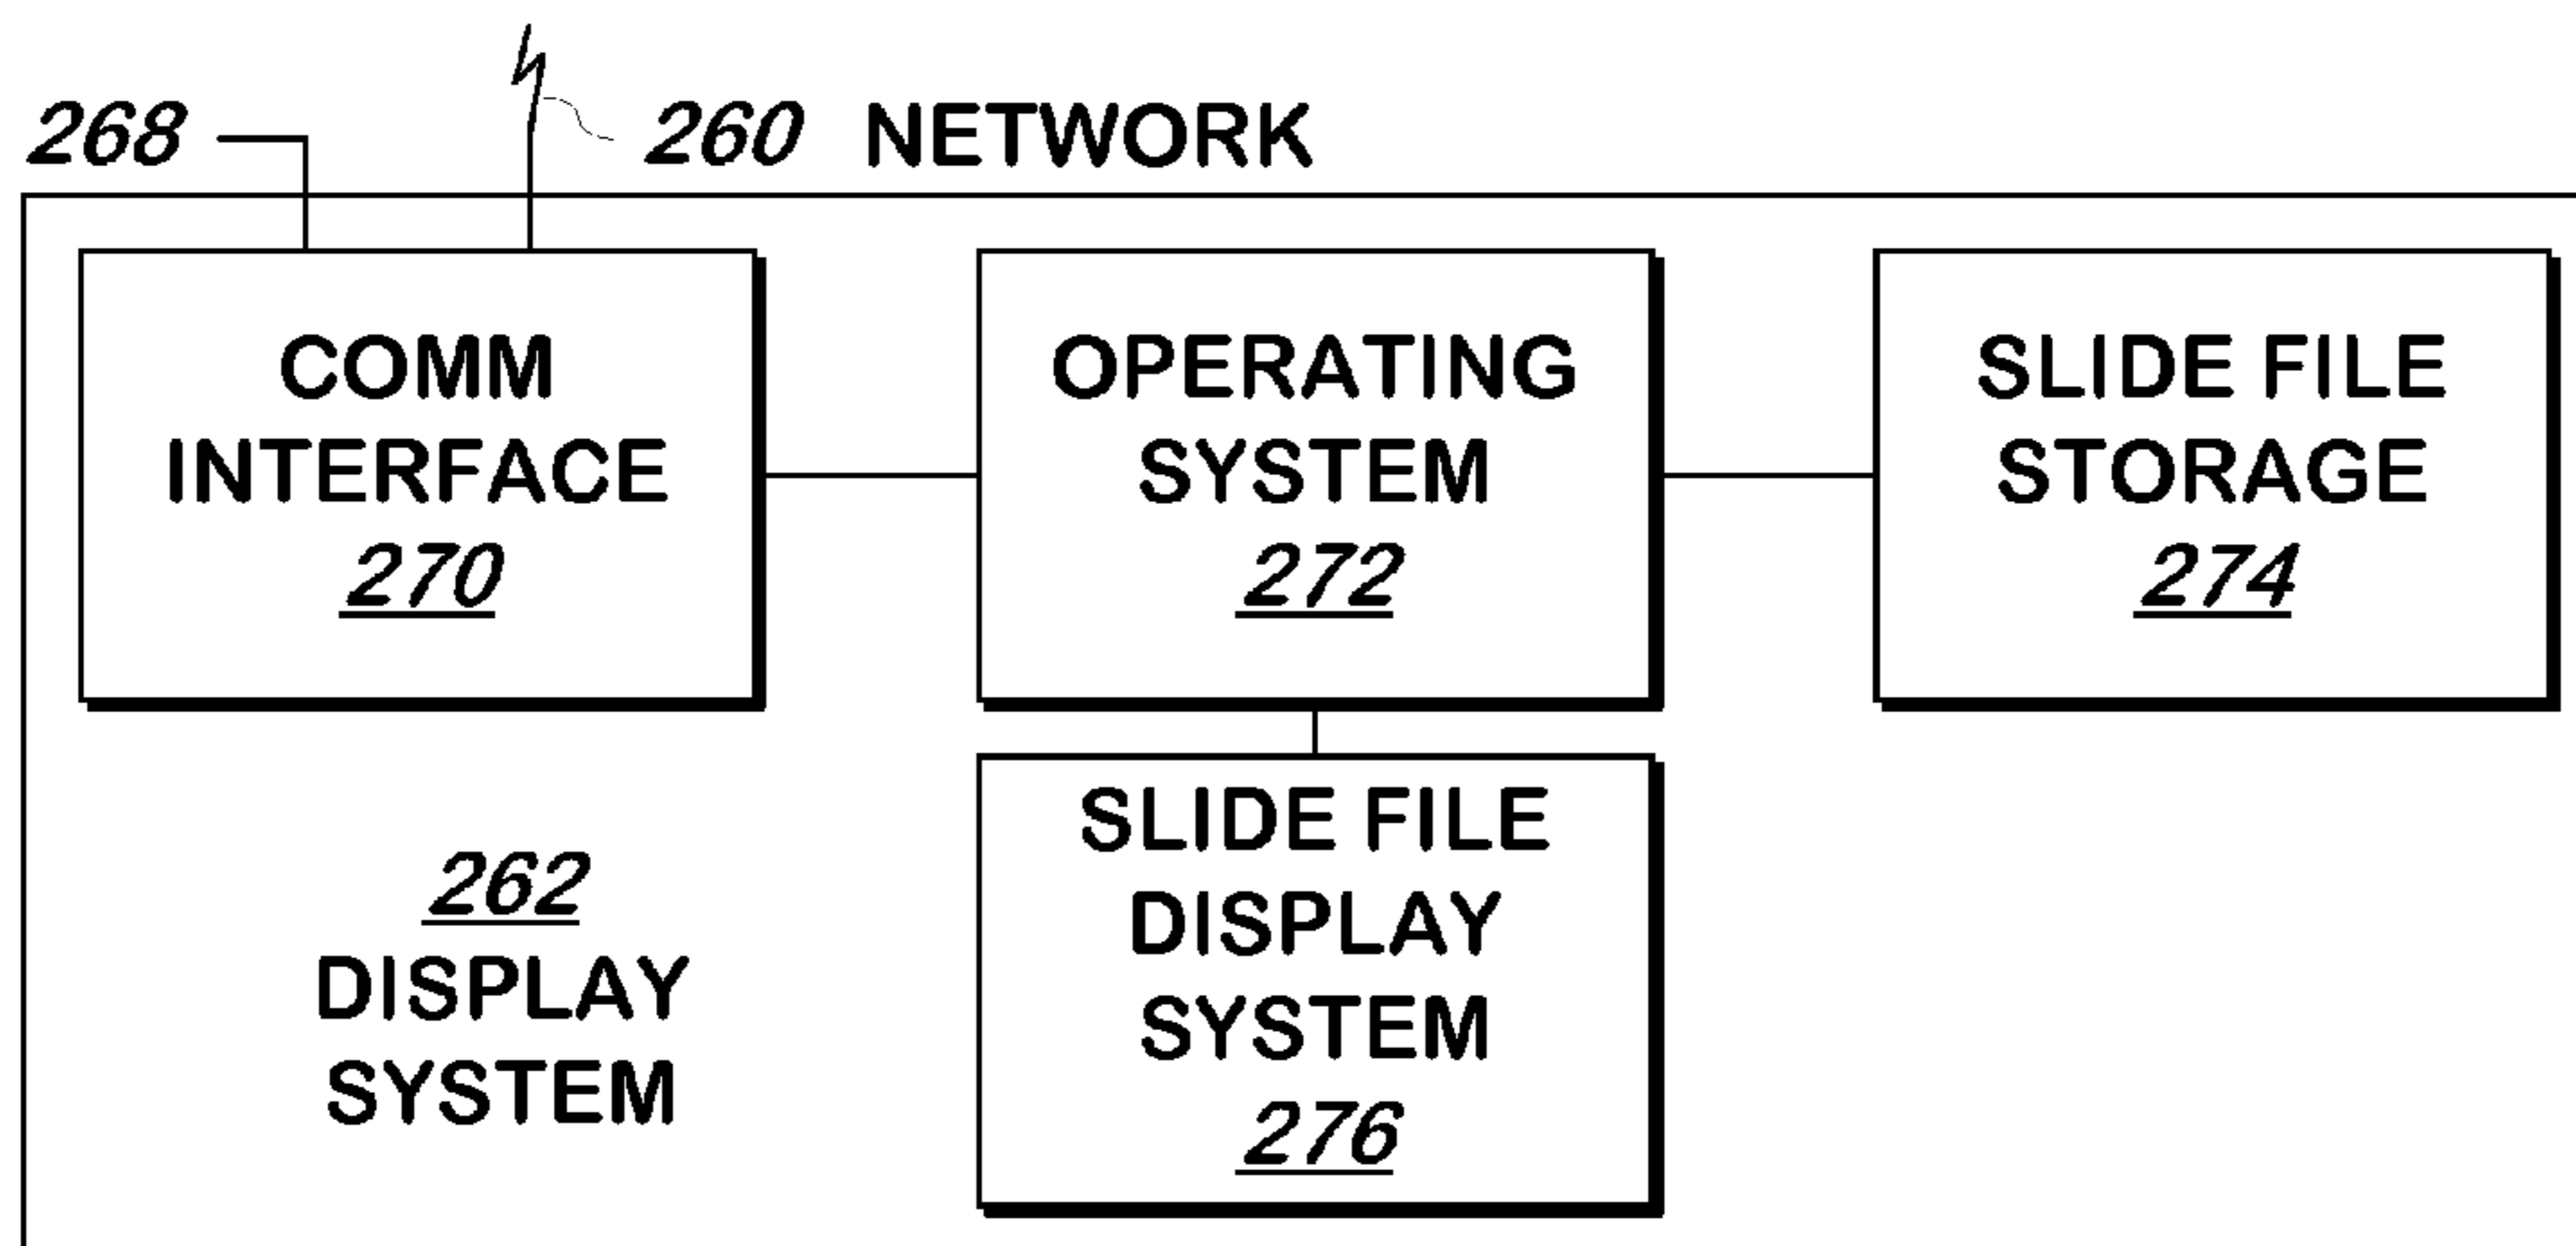 268
260 NETWORK
COMM
INTERFACE
270
OPERATING
SYSTEM
272
SLIDE FILE
STORAGE
274
262
DISPLAY
SYSTEM
SLIDE FILE
DISPLAY
SYSTEM
276